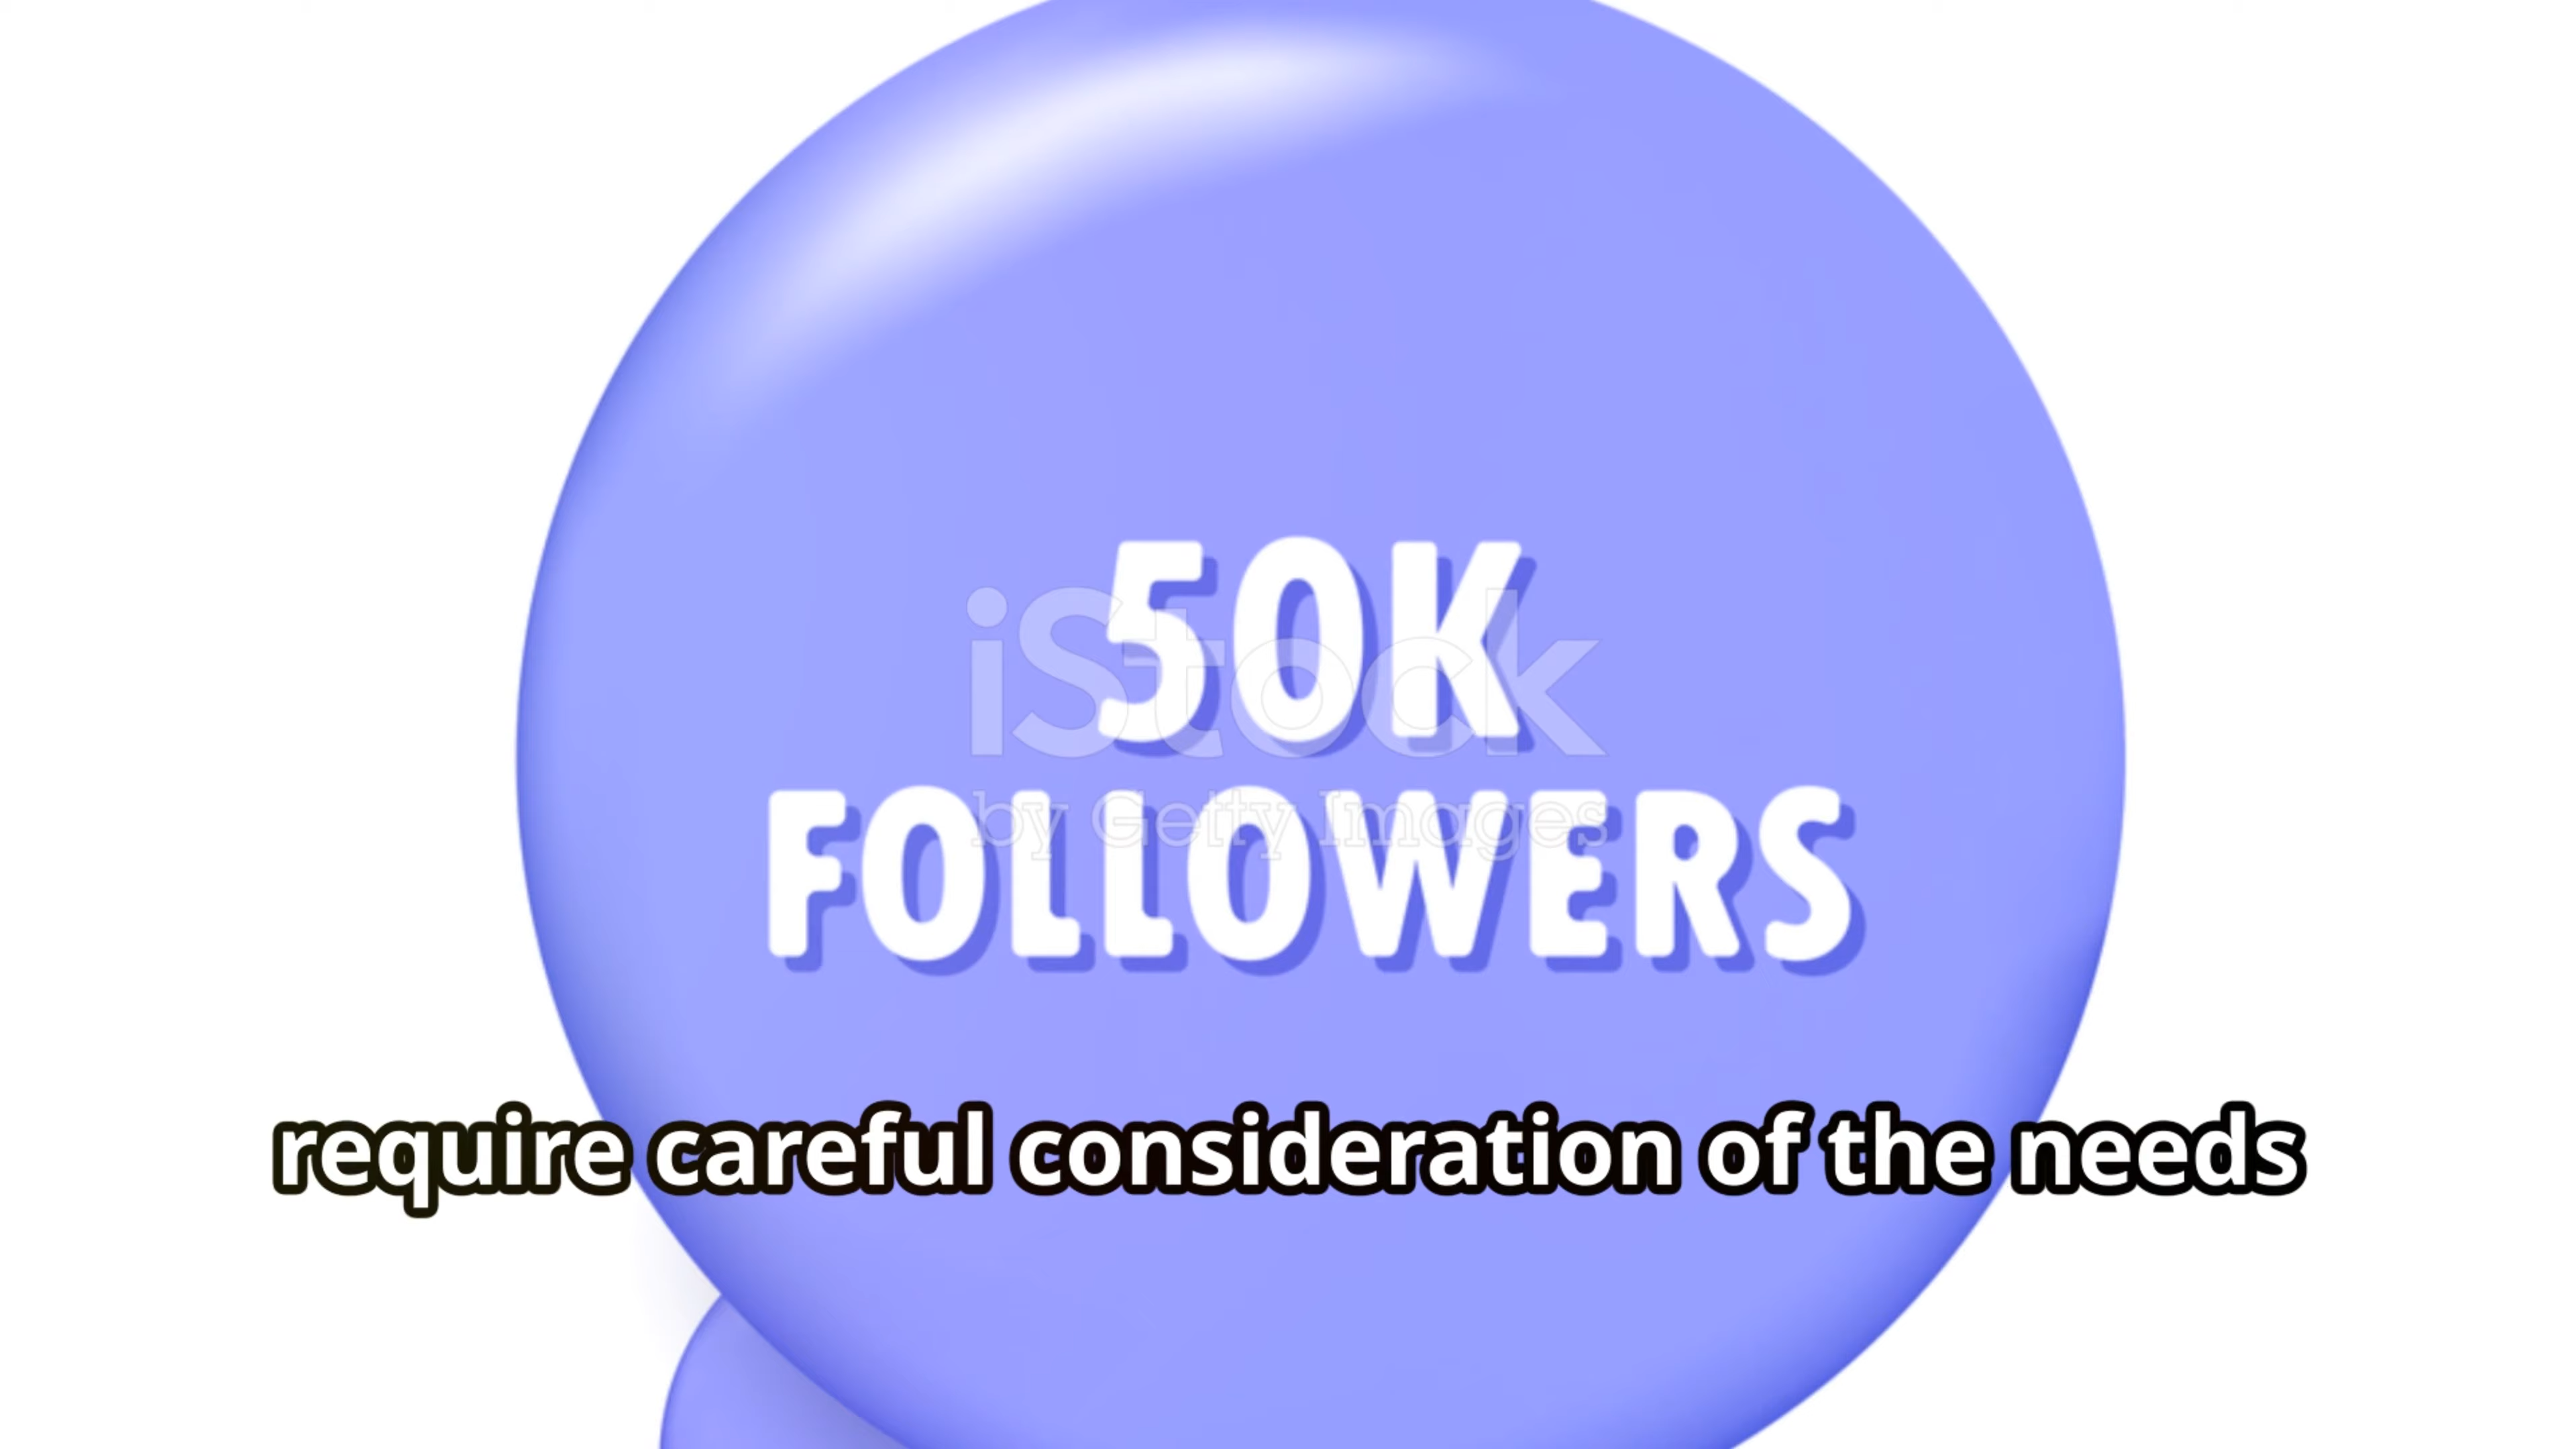 50K
iStock
by Getty Images
FOLLOWERS
require careful consideration of the needs